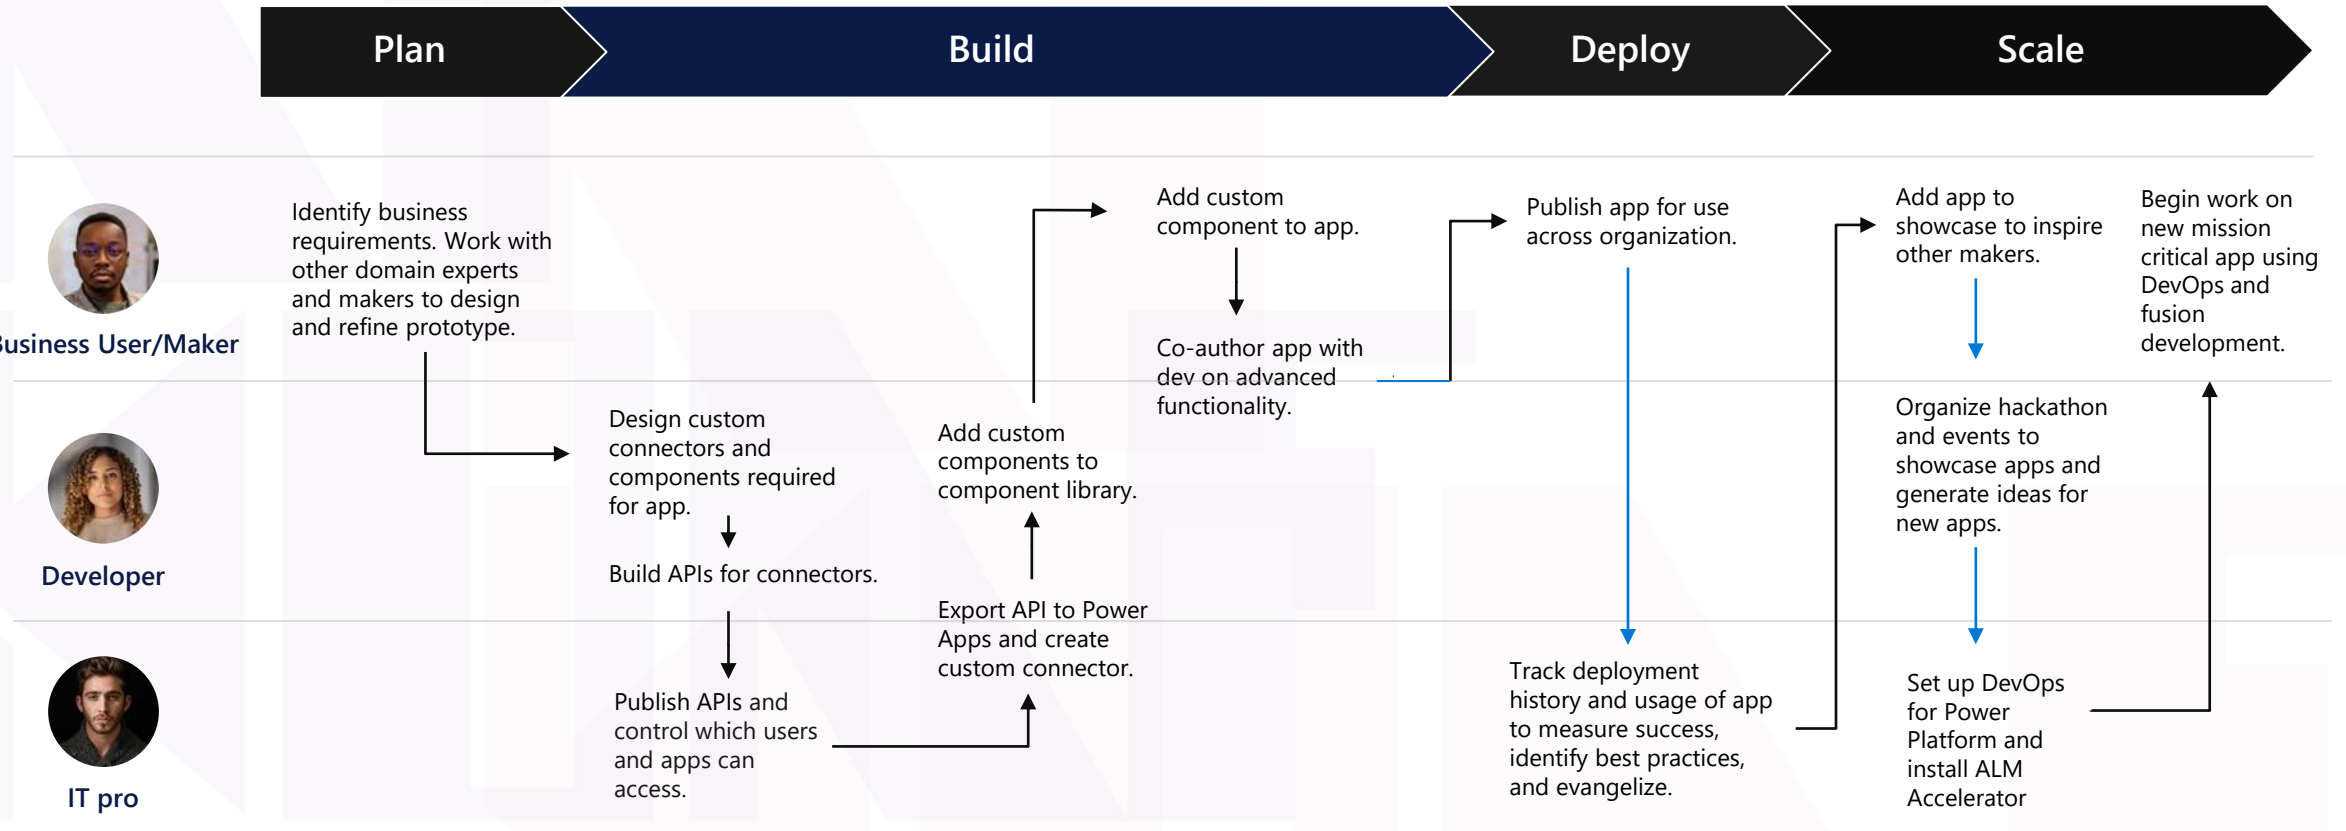 Plan
Build
Deploy
Scale
Business User/Maker
Identify business
requirements. Work with
other domain experts
and makers to design
and refine prototype.
Add custom
component to app.
Co-author app with
dev on advanced
functionality.
Publish app for use
across organization.
Add app to
showcase to inspire
other makers.
Begin work on
new mission
critical app using
DevOps and
fusion
development.
Developer
Design custom
connectors and
components required
for app.
Build APIs for connectors.
Add custom
components to
component library.
Export API to Power
Apps and create
custom connector.
Organize hackathon
and events to
showcase apps and
generate ideas for
new apps.
IT pro
Publish APIs and
control which users
and apps can
access.
Track deployment
history and usage of app
to measure success,
identify best practices,
and evangelize.
Set up DevOps
for Power
Platform and
install ALM
Accelerator